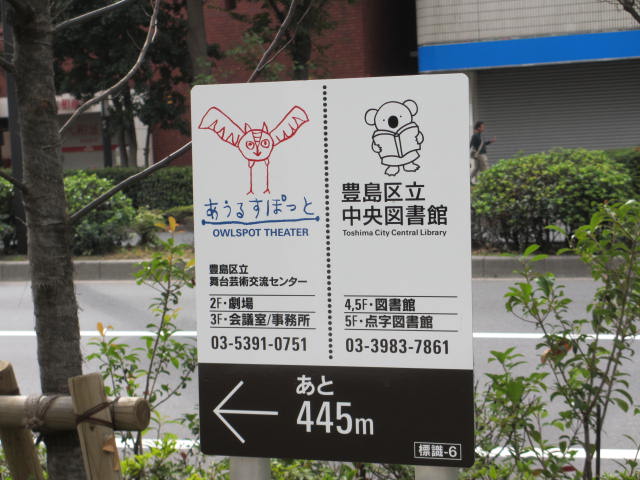 あうるすぽっと
OWLSPOT THEATER
豊島区立
舞台芸術交流センター
2F・劇場
3F・会議室/事務所
03-5391-0751
豊島区立
中央図書館
Toshima City Central Library
4,5F・図書館
5F・点字図書館
03-3983-7861
あと
445m
標識-6